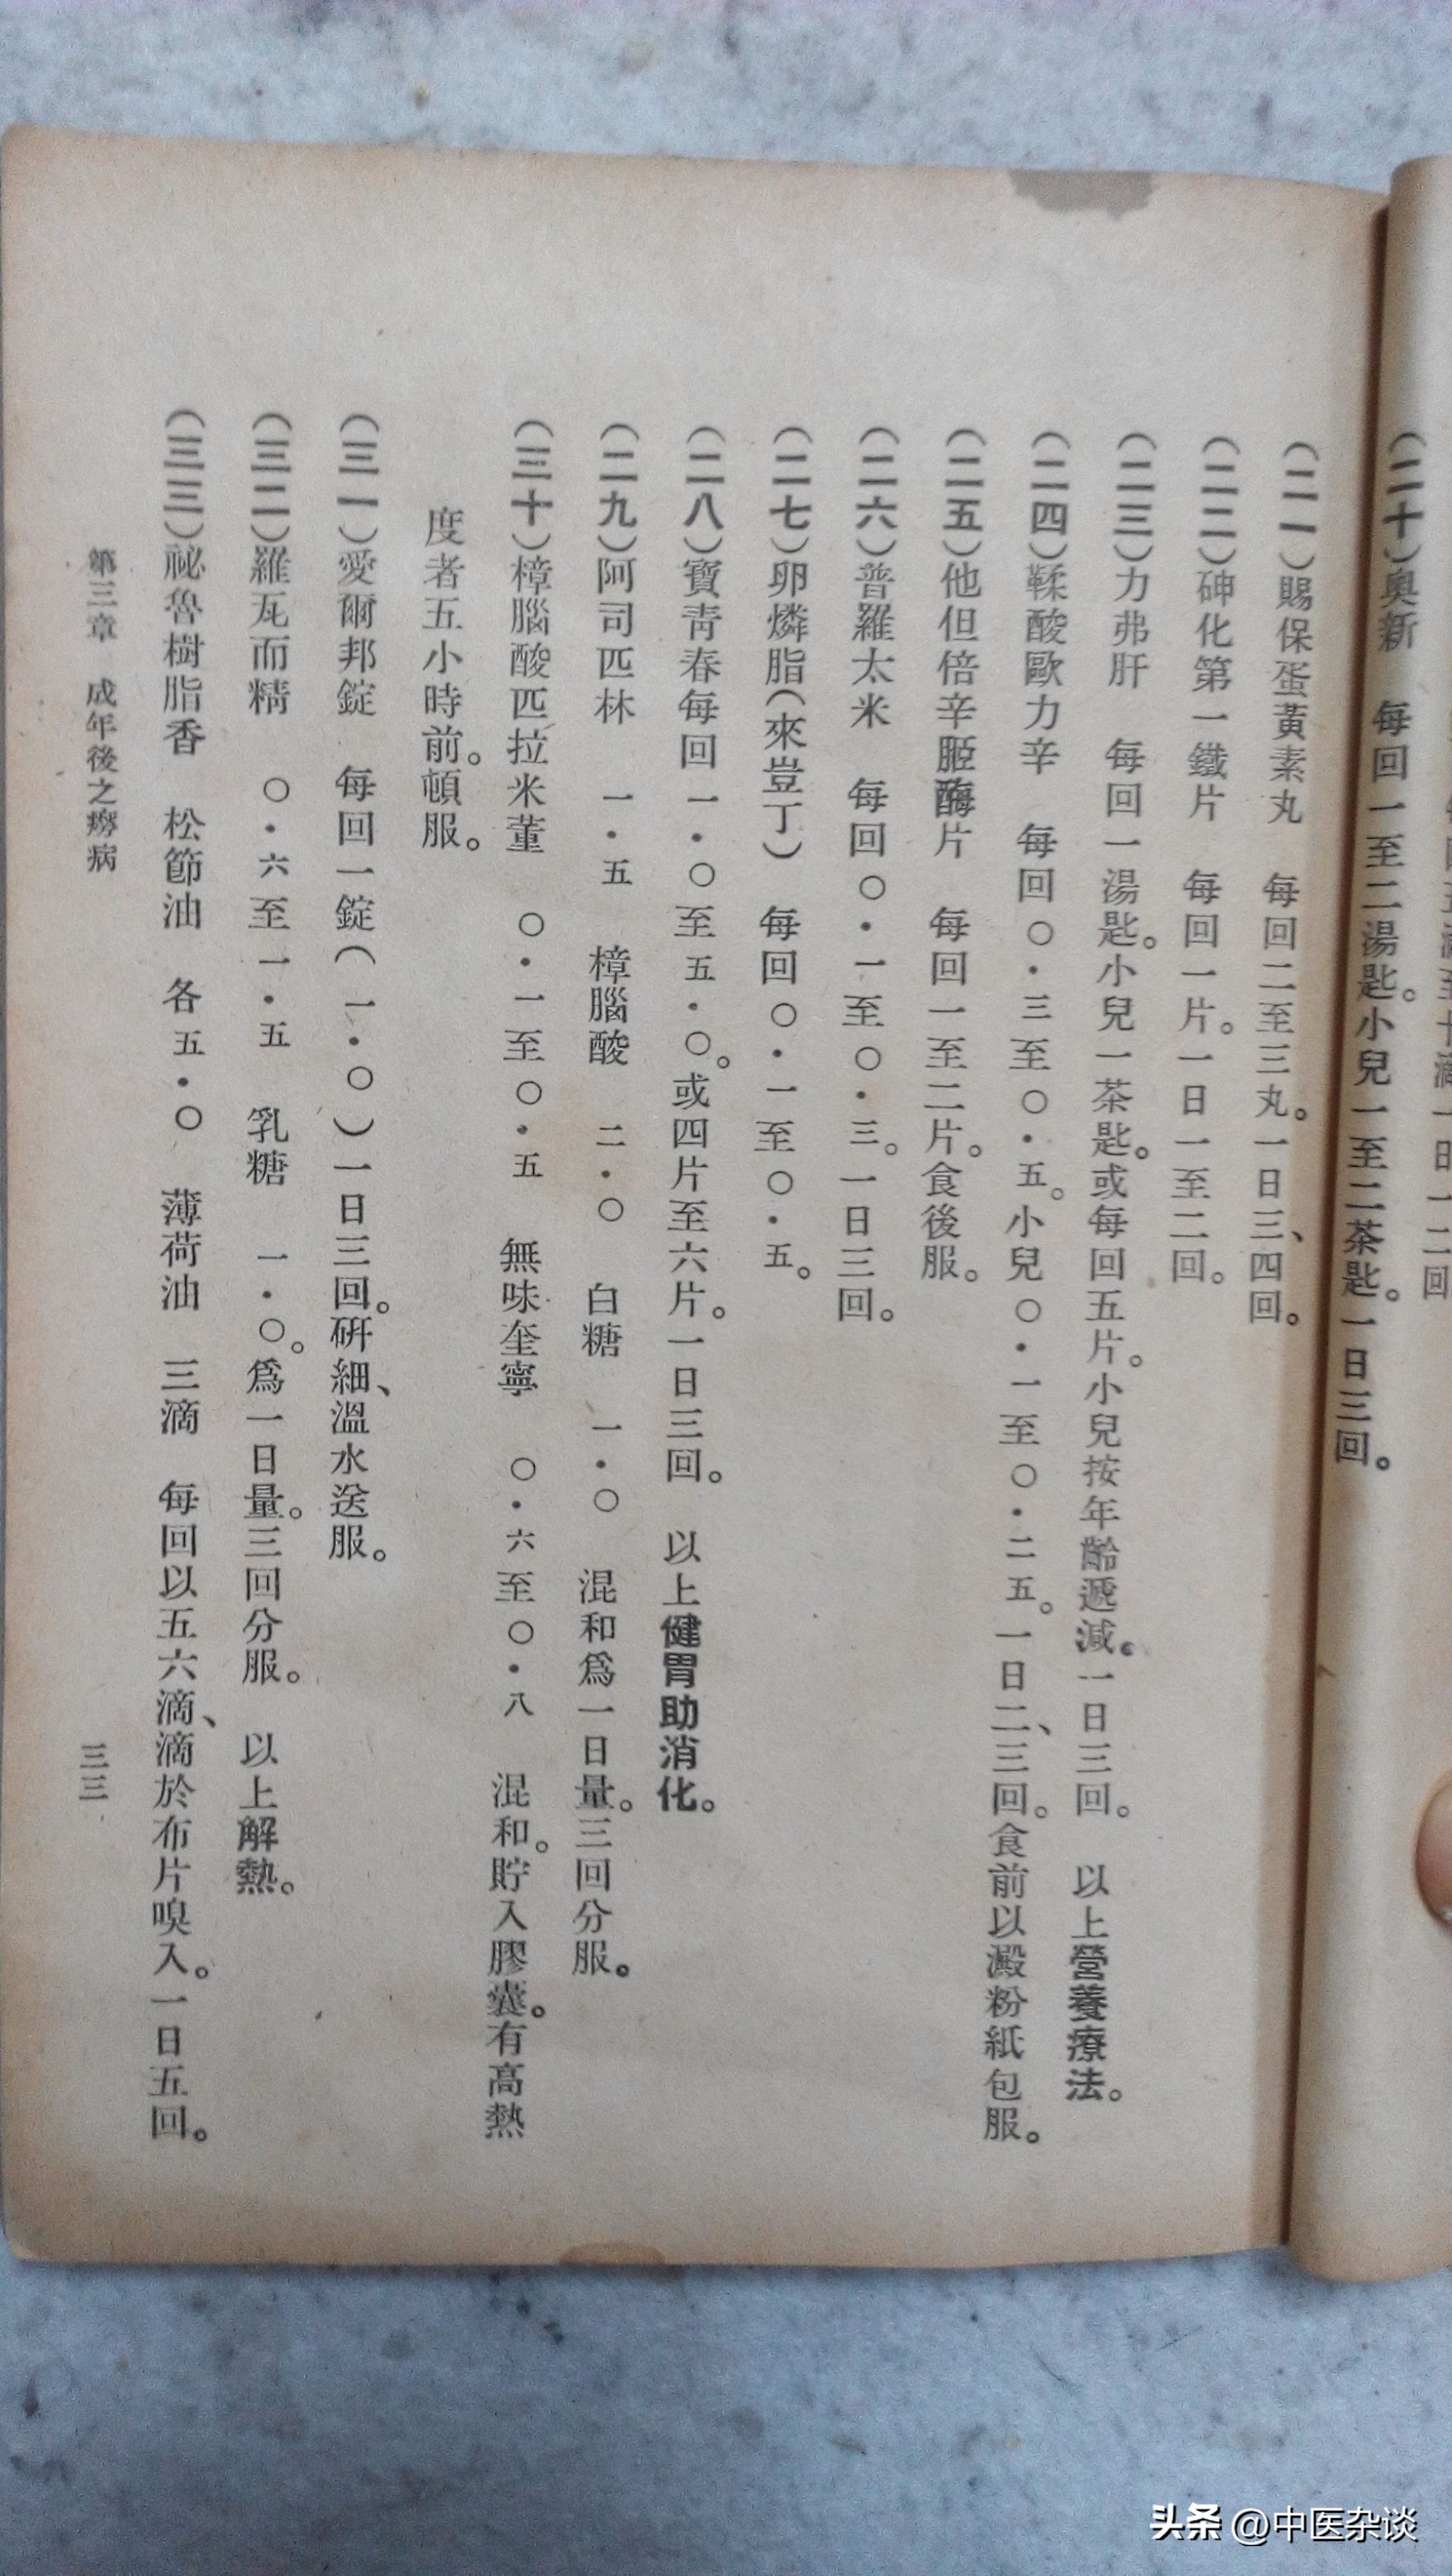 (二十)奥新　每回一至二湯匙。小兒一至二茶匙。一日三回。
(二一)賜保蛋黃素丸　每回二至三丸。一日三、四回。
(二二)砷化第一鐵片　每回一片。一日一至二回。
(二三)力弗肝　每回一湯匙。小兒一茶匙。或每回五片。小兒按年齡遞減。一日三回。　以上營養療法。
(二四)鞣酸歐力辛　每回○・三至○・五。小兒○・一至○・二五。一日二、三回。食前以澱粉紙包服。
(二五)他但倍辛胚酶片　每回一至二片。食後服。
(二六)普羅太米　每回○・一至○・三。一日三回。
(二七)卵燐脂(來豈丁)　每回○・一至○・五。
(二八)寶青春每回一・○至五・○。或四片至六片。一日三回。　以上健胃助消化。
(二九)阿司匹林　一・五　樟腦酸　二・○　白糖　一・○　混和爲一日量。三回分服。
(三十)樟腦酸匹拉米董　○・一至○・五　無味奎寧　○・六至○・八　混和。貯入膠囊。有高熱
度者五小時前。頓服。
(三一)愛爾邦錠　每回一錠(一・○)一日三回。研細、溫水送服。
(三二)羅瓦而精　○・六至一・五　乳糖　一・○。爲一日量。三回分服。　以上解熱。
(三三)祕魯樹脂香　松節油　各五・○　薄荷油　三滴　每回以五六滴、滴於布片嗅入。一日五回。
第三章　成年後之癆病
三三
头条 @中医杂谈